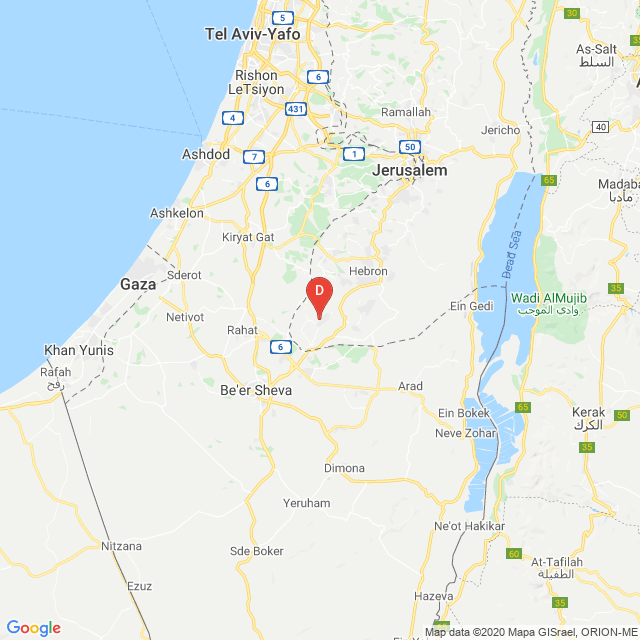 5
30
Tel Aviv-Yafo
As-Salt
السلط
6
Rishon
LeTsiyon
431
4
Ramallah
40
Jericho
50
1
Ashdod
7
Jerusalem
6
65
Madaba
مأدبا
Ashkelon
Kiryat Gat
Dead Sea
Hebron
Sderot
Gaza
D
35
Wadi AlMujib
وادي الموجب
Ein Gedi
Netivot
Rahat
6
Khan Yunis
Rafah
رفح
Be'er Sheva
Arad
65
Ein Bokek
Kerak
الكرك
50
Neve Zohar
35
Dimona
Yeruham
Ne'ot Hakikar
Nitzana
Sde Boker
60
At-Tafilah
الطفيلة
Ezuz
Hazeva
35
Google
Map data ©2020 Mapa GISrael, ORION-ME